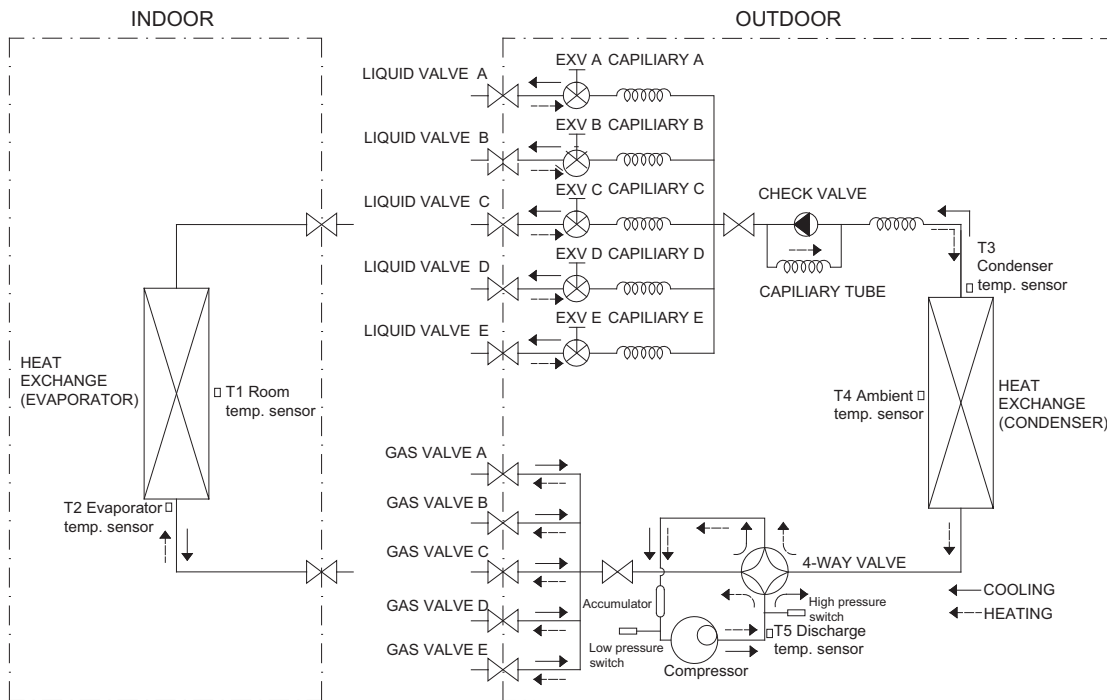 INDOOR
OUTDOOR
LIQUID VALVE A
EXV A CAPILIARY A
LIQUID VALVE B
EXV B CAPILIARY B
LIQUID VALVE C
EXV C CAPILIARY C
LIQUID VALVE D
EXV D CAPILIARY D
LIQUID VALVE E
EXV E CAPILIARY E
CHECK VALVE
CAPILIARY TUBE
T3
Condenser
temp. sensor
HEAT
EXCHANGE
(EVAPORATOR)
T1 Room
temp. sensor
T2 Evaporator
temp. sensor
T4 Ambient
temp. sensor
HEAT
EXCHANGE
(CONDENSER)
GAS VALVE A
GAS VALVE B
GAS VALVE C
GAS VALVE D
GAS VALVE E
4-WAY VALVE
COOLING
HEATING
Accumulator
High pressure
switch
Low pressure
switch
T5 Discharge
temp. sensor
Compressor